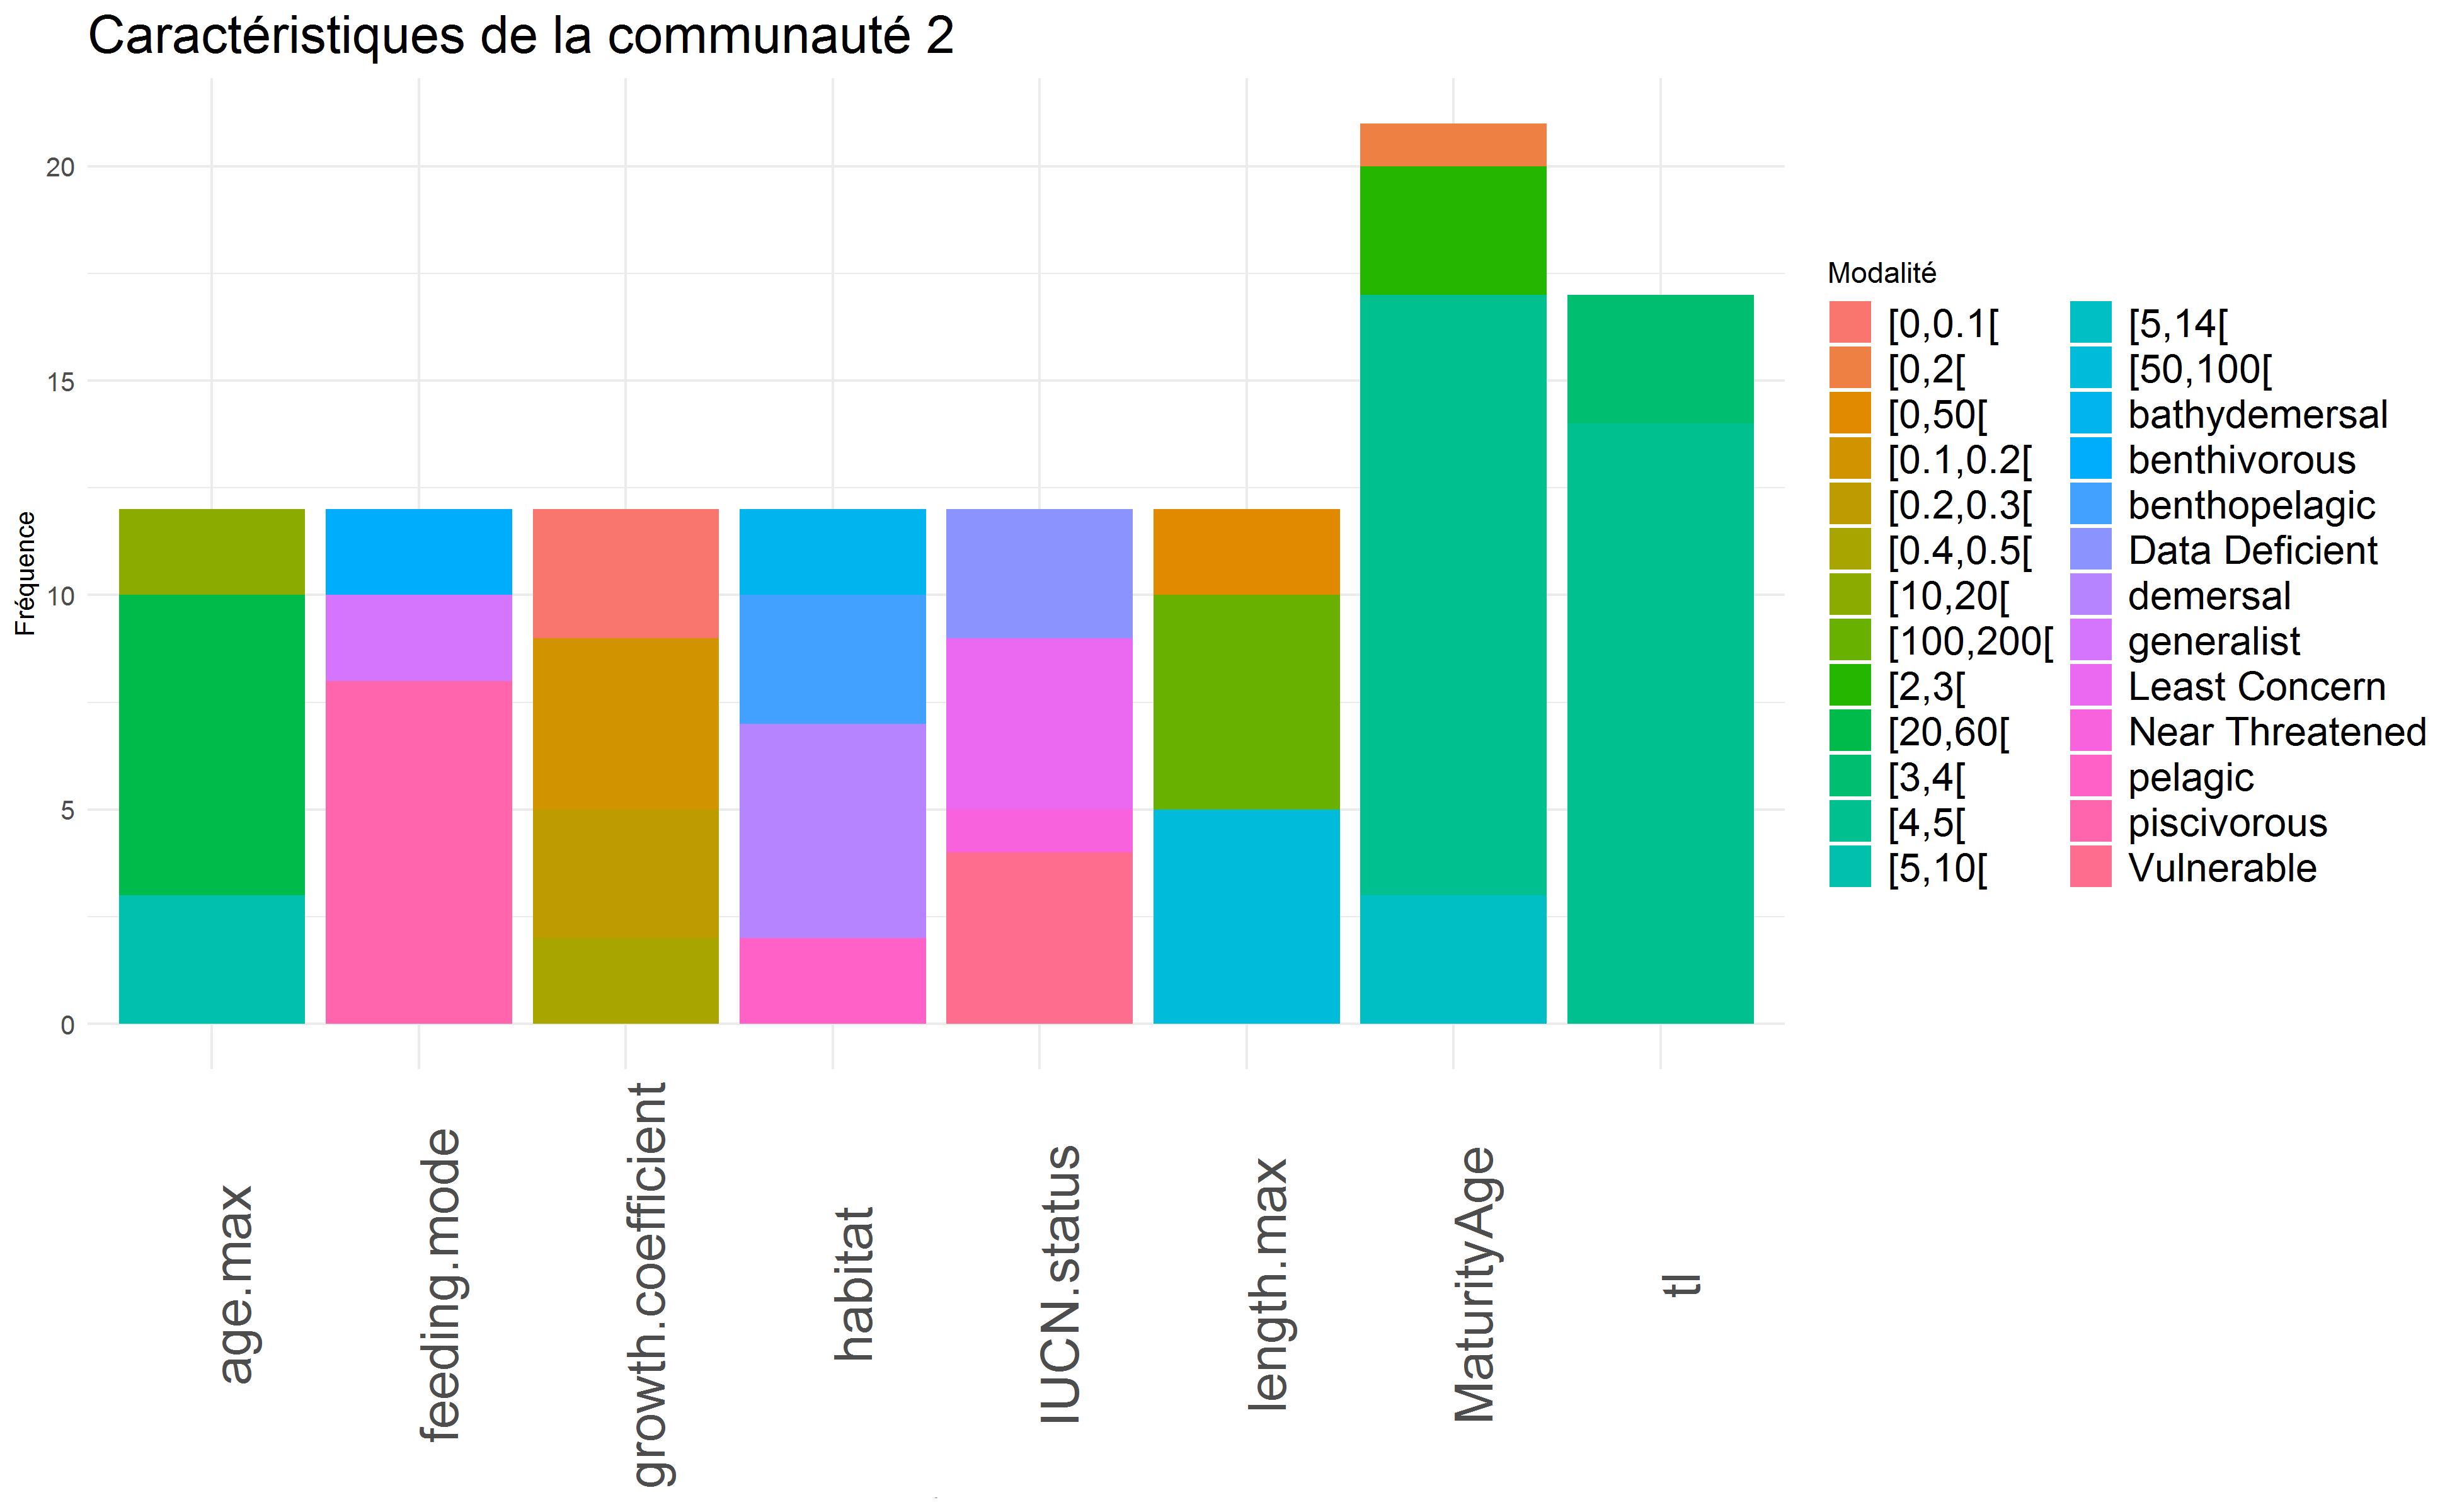 Caractéristiques de la communauté 2
Fréquence
20
15
10
5
0
age.max
feeding.mode
growth.coefficient
habitat
IUCN.status
length.max
MaturityAge
tl
Modalité
[0,0.1[
[0,2[
[0,50[
[0.1,0.2[
[0.2,0.3[
[0.4,0.5[
[10,20[
[100,200[
[2,3[
[20,60[
[3,4[
[4,5[
[5,10[
[5,14[
[50,100[
bathydemersal
benthivorous
benthopelagic
Data Deficient
demersal
generalist
Least Concern
Near Threatened
pelagic
piscivorous
Vulnerable